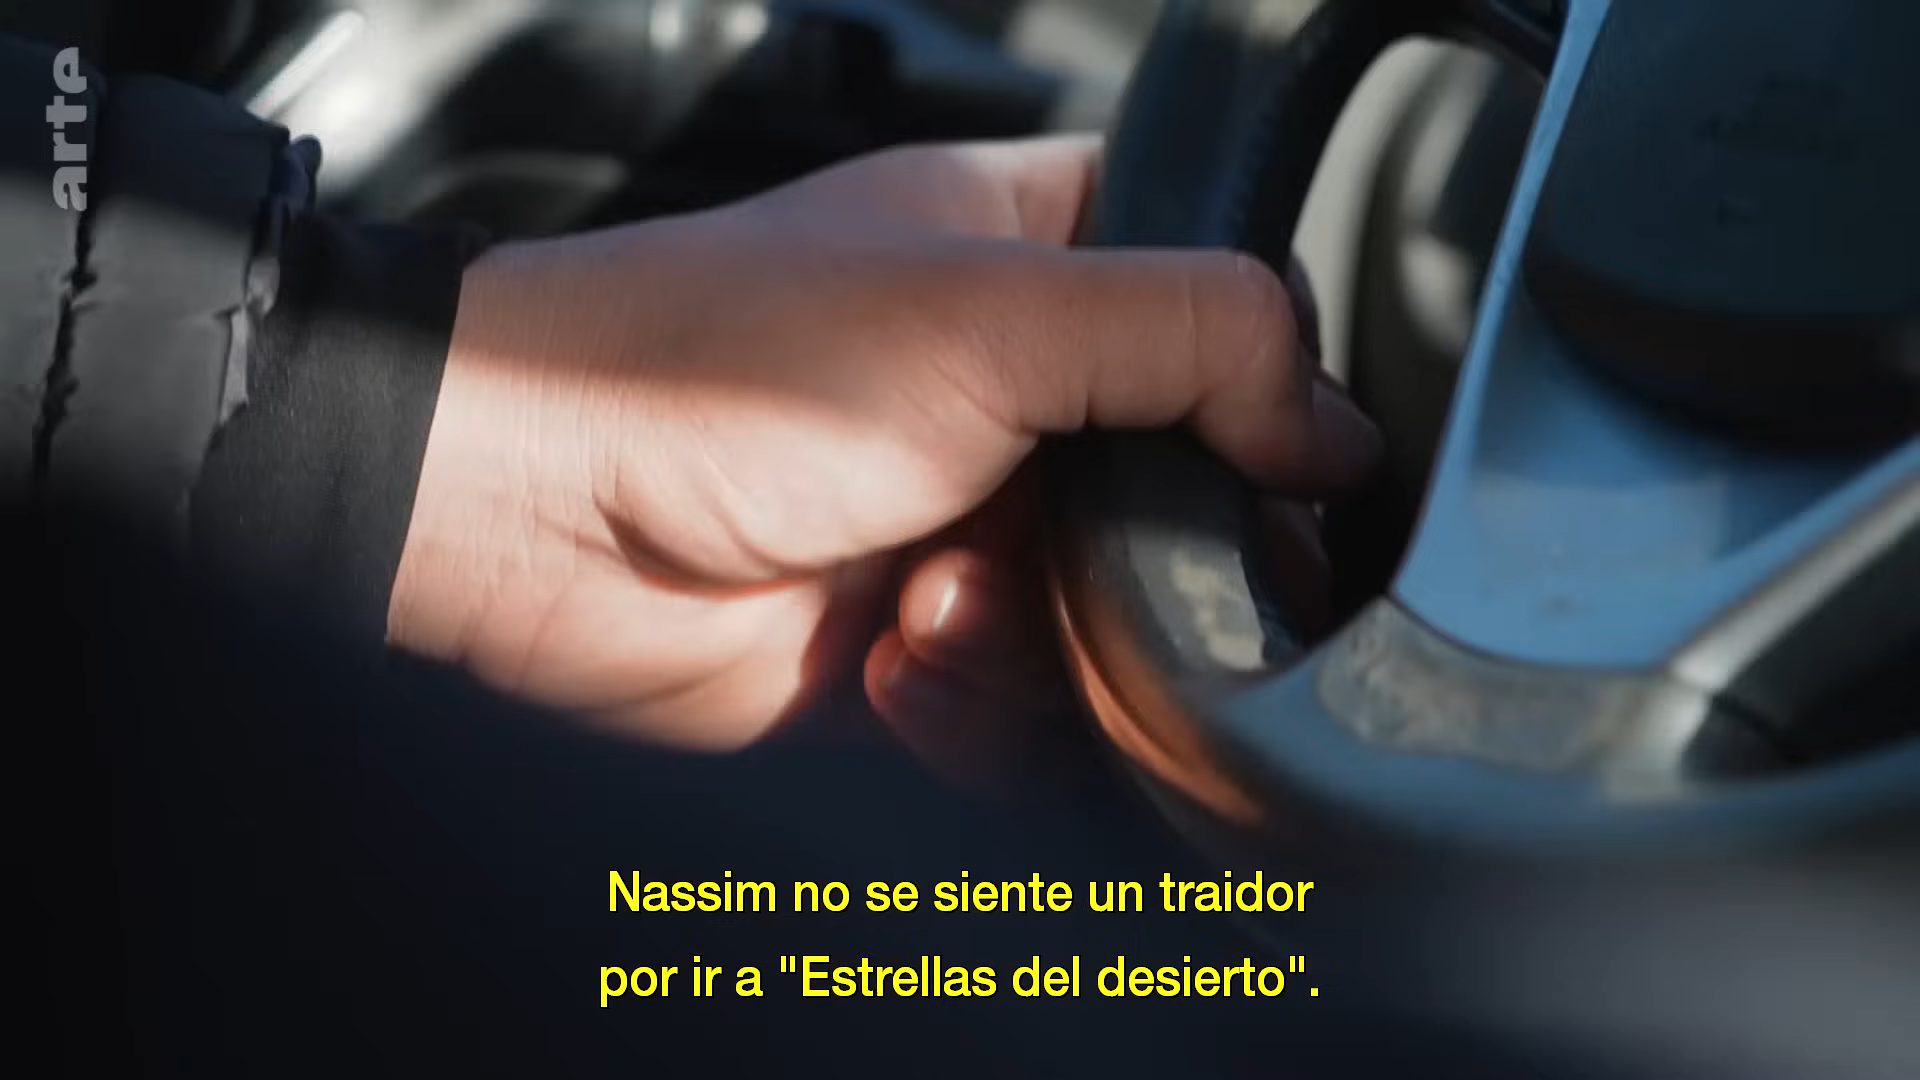 arte
Nassim no se siente un traidor
por ir a "Estrellas del desierto".